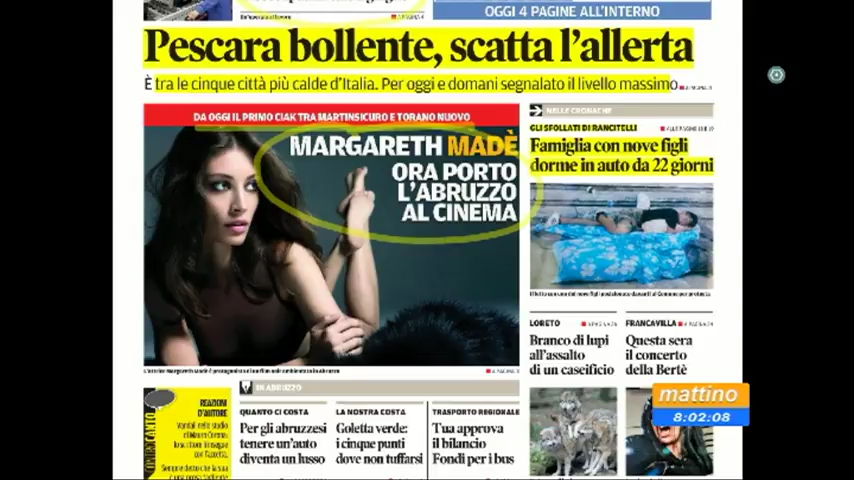 OGGI 4 PAGINE ALL'INTERNO
Pescara bollente, scatta l'allerta
È tra le cinque città più calde d'Italia. Per oggi e domani segnalato il livello massimo
DA OGGI IL PRIMO CIAK TRA MARTINSICURO E TORANO NUOVO
MARGARETH MADÈ
ORA PORTO
L'ABRUZZO
AL CINEMA
NELLE CRONACHE
GLI SFOLLATI DI RANCITELLI
Famiglia con nove figli
dorme in auto da 22 giorni
LORETO
Branco di lupi
all'assalto
di un caseificio
FRANCAVILLA
Questa sera
il concerto
della Bertè
mattino
8:02:08
IN ABRUZZO
REAZIONI
D'AUTORE
QUANTO CI COSTA
Per gli abruzzesi
tenere un'auto
diventa un lusso
LA NOSTRA COSTA
Goletta verde:
i cinque punti
dove non tuffarsi
TRASPORTO REGIONALE
Tua approva
il bilancio
Fondi per i bus